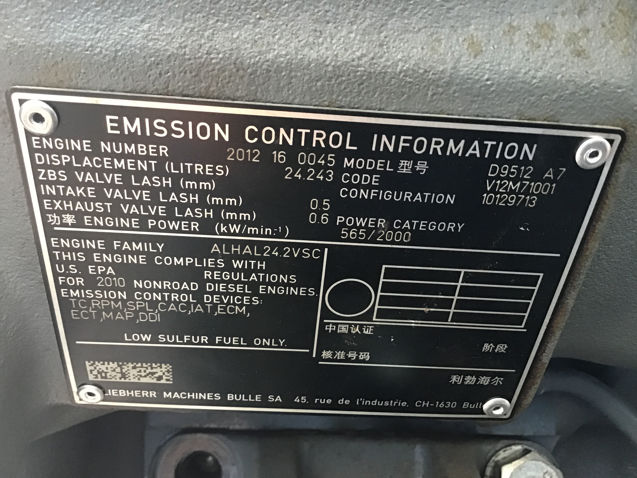 EMISSION CONTROL INFORMATION
ENGINE NUMBER 2012 16 0045 MODEL 型号 D9512 A7
DISPLACEMENT (LITRES) 24.243 CODE V12M71001
ZBS VALVE LASH (mm) CONFIGURATION 10129713
INTAKE VALVE LASH (mm) 0.5
EXHAUST VALVE LASH (mm) 0.6 POWER CATEGORY
功率 ENGINE POWER (kW/min.⁻¹) 565/2000
ENGINE FAMILY ALHAL24.2VSC
THIS ENGINE COMPLIES WITH
U.S. EPA REGULATIONS
FOR 2010 NONROAD DIESEL ENGINES.
EMISSION CONTROL DEVICES:
TC,RPM,SPL,CAC,IAT,ECM,
ECT,MAP,DDI
LOW SULFUR FUEL ONLY.
中国认证
阶段
核准号码
利勃海尔
LIEBHERR MACHINES BULLE SA 45, rue de l'industrie, CH-1630 Bull